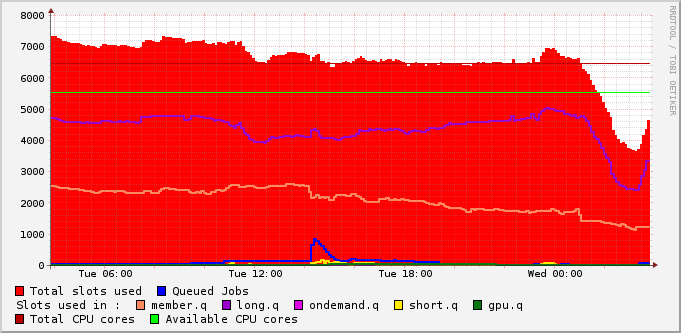 8000
7000
6000
5000
4000
3000
2000
1000
0
Tue 06:00 Tue 12:00 Tue 18:00 Wed 00:00
RRDTOOL / TOBI OETIKER
Total slots used Queued Jobs
Slots used in : member.q long.q ondemand.q short.q gpu.q
Total CPU cores Available CPU cores